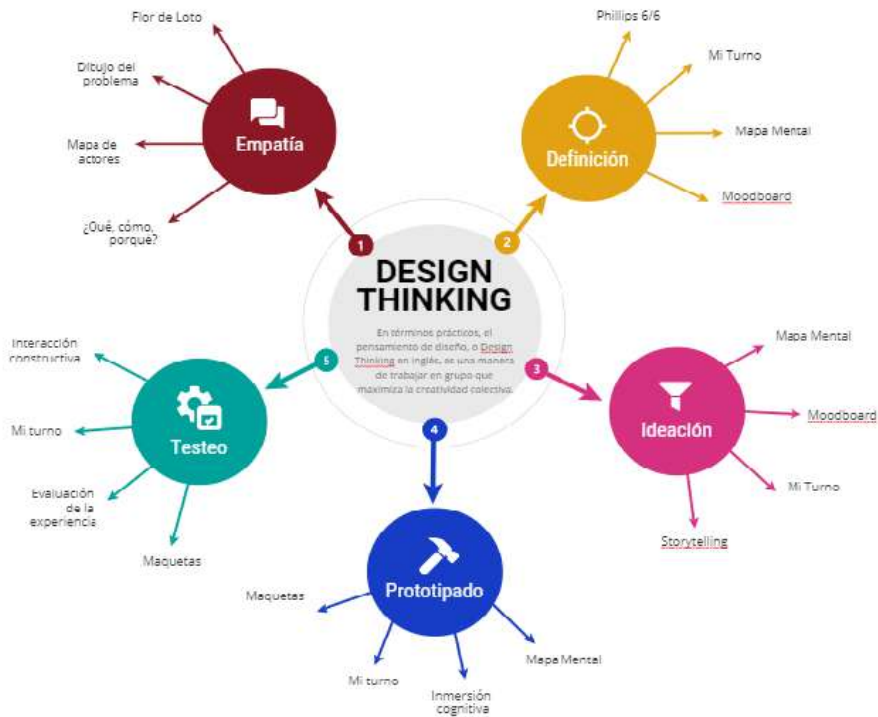 DESIGN
THINKING
En términos prácticos, el
pensamiento de diseño, o Design
Thinking en inglés, es una manera
de trabajar en grupo que
maximiza la creatividad colectiva.
1
Empatía
Flor de Loto
Dibujo del
problema
Mapa de
actores
¿Qué, cómo,
porqué?
2
Definición
Phillips 6/6
Mi Turno
Mapa Mental
Moodboard
3
Ideación
Mapa Mental
Moodboard
Mi Turno
Storytelling
4
Prototipado
Maquetas
Mi turno
Inmersión
cognitiva
Mapa Mental
5
Testeo
Interacción
constructiva
Mi turno
Evaluación
de la
experiencia
Maquetas